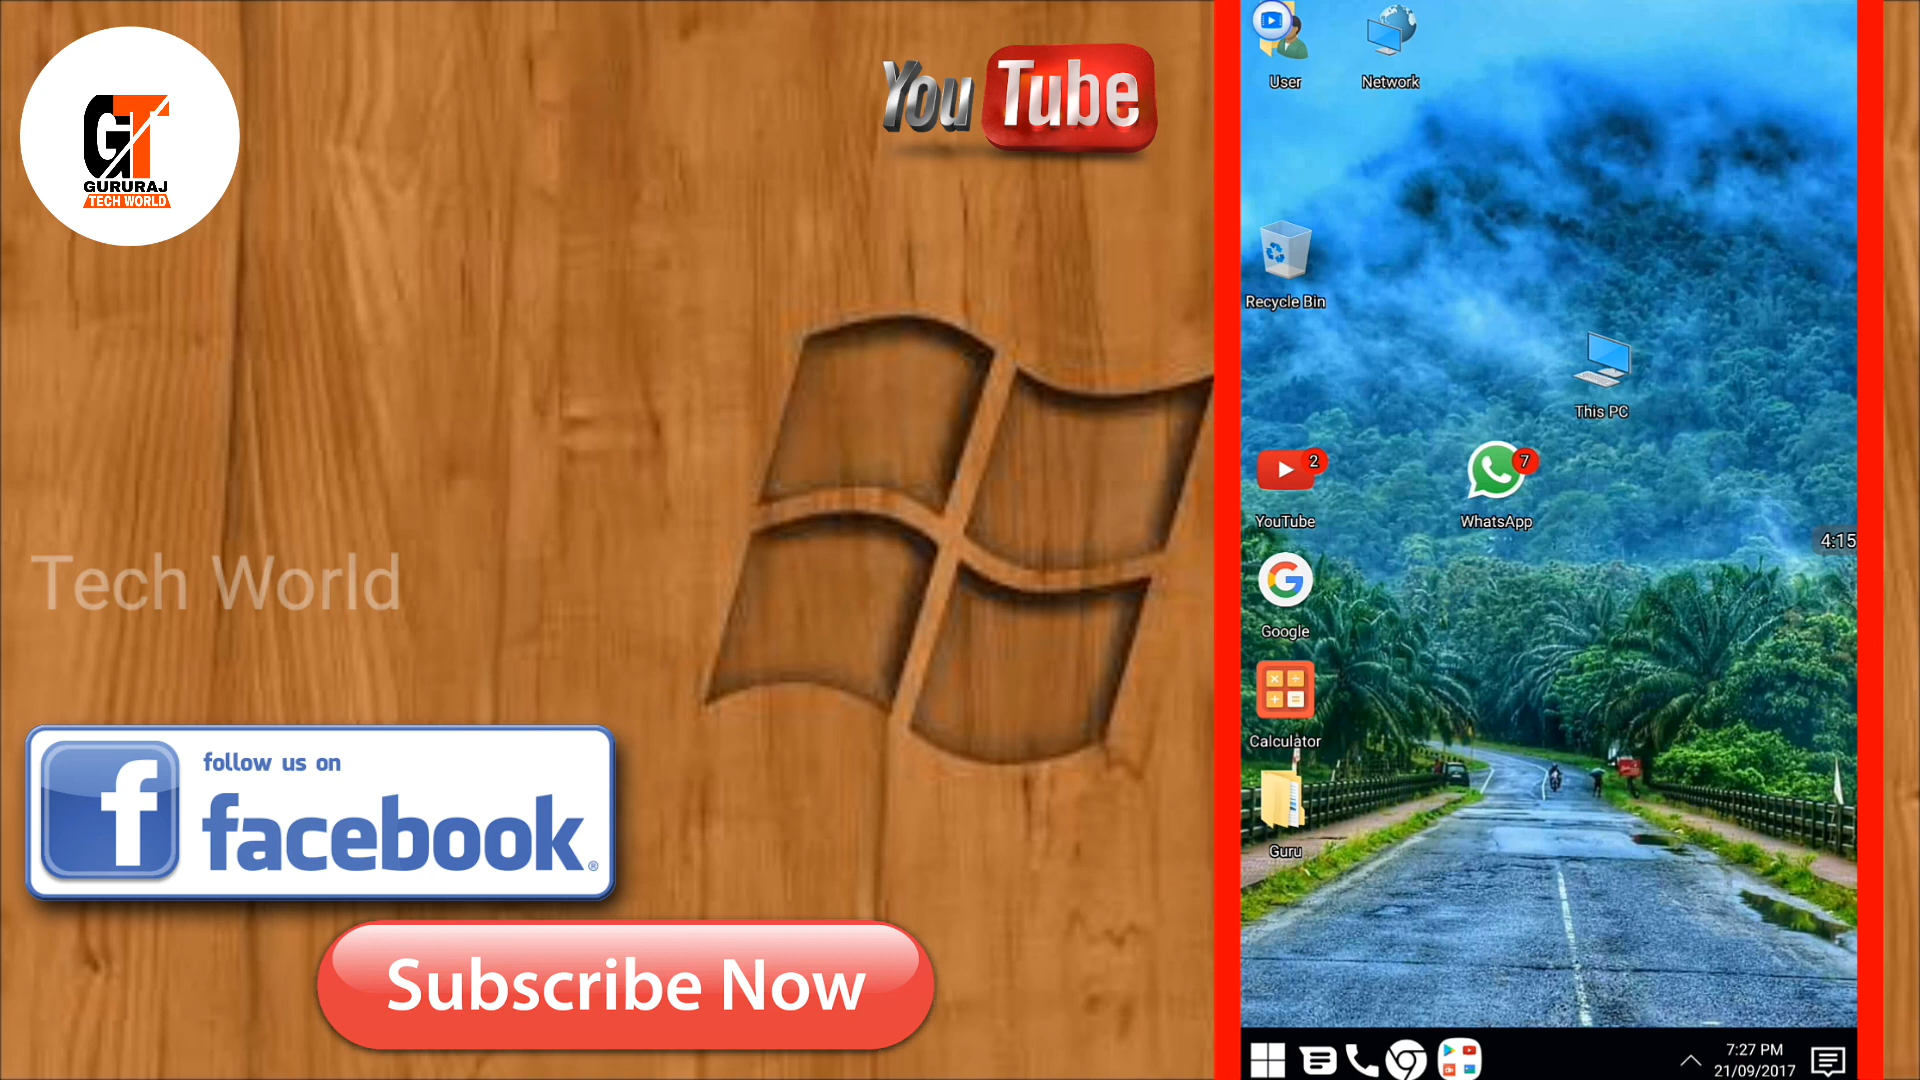 GT
GURURAJ
TECH WORLD
You Tube
Tech World
follow us on
facebook®
Subscribe Now
User
Network
Recycle Bin
This PC
2
YouTube
7
WhatsApp
4:15
G
Google
Calculator
Guru
7:27 PM
21/09/2017